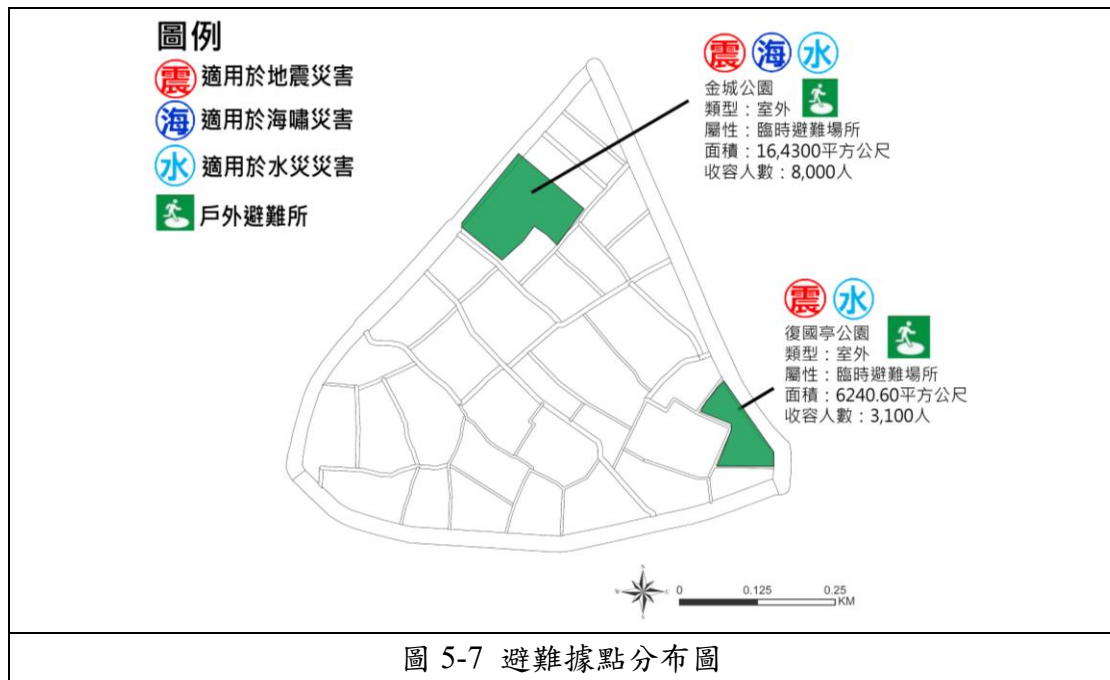 圖例
震 適用於地震災害
海 適用於海嘯災害
水 適用於水災災害
戶外避難所
震 海 水
金城公園
類型：室外
屬性：臨時避難場所
面積：16,4300平方公尺
收容人數：8,000人
震 水
復國亭公園
類型：室外
屬性：臨時避難場所
面積：6240.60平方公尺
收容人數：3,100人
0 0.125 0.25
KM
圖 5-7 避難據點分布圖